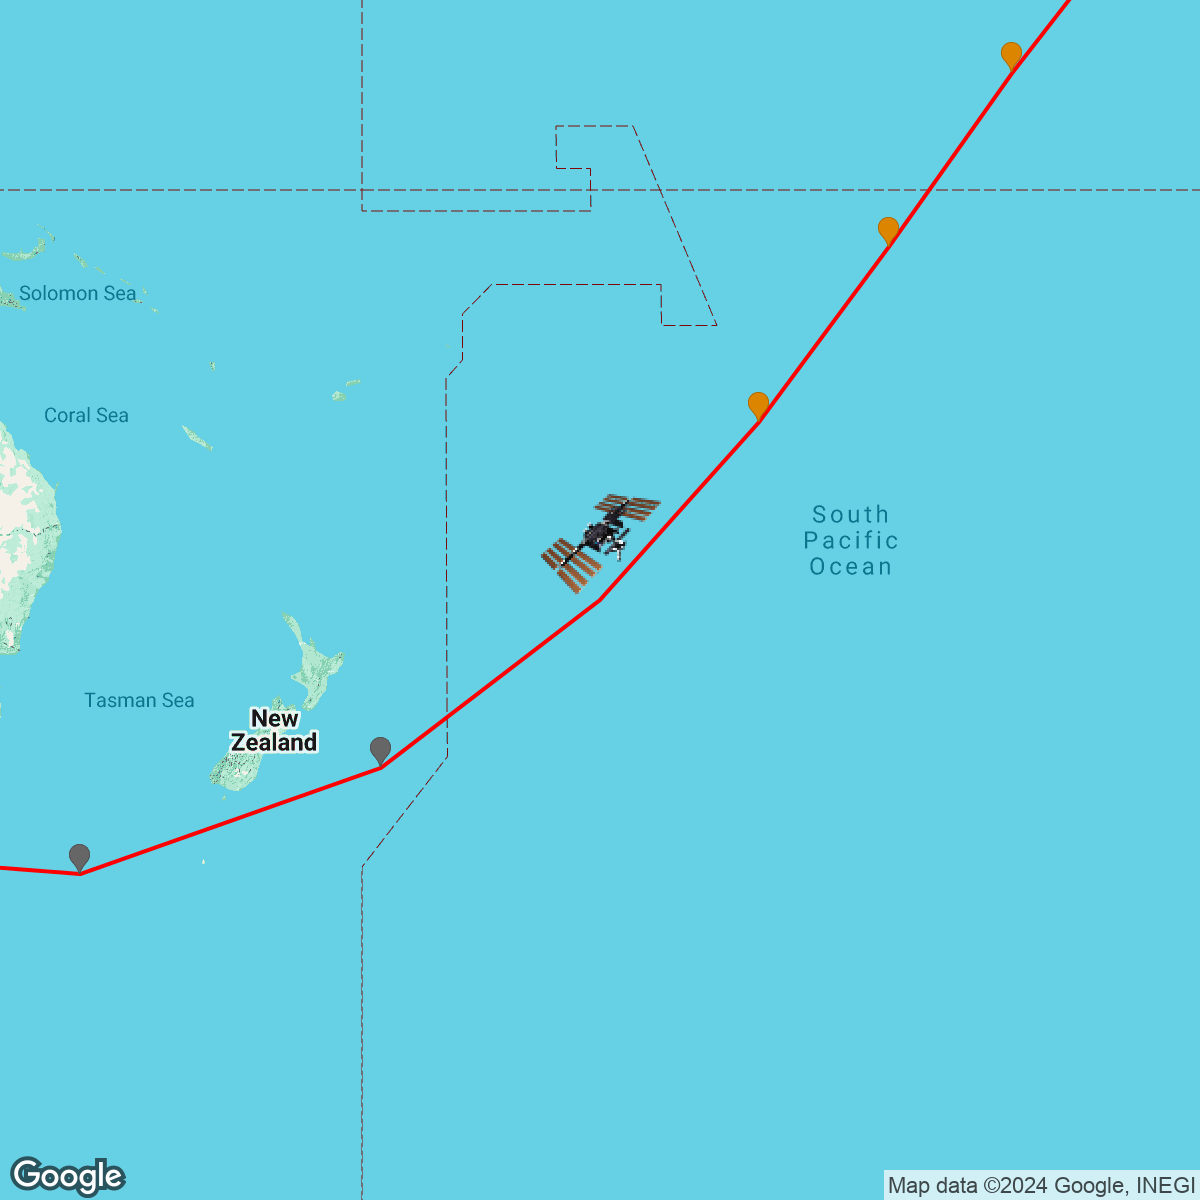 Solomon Sea
Coral Sea
South
Pacific
Ocean
Tasman Sea
New
Zealand
Google
Map data ©2024 Google, INEGI